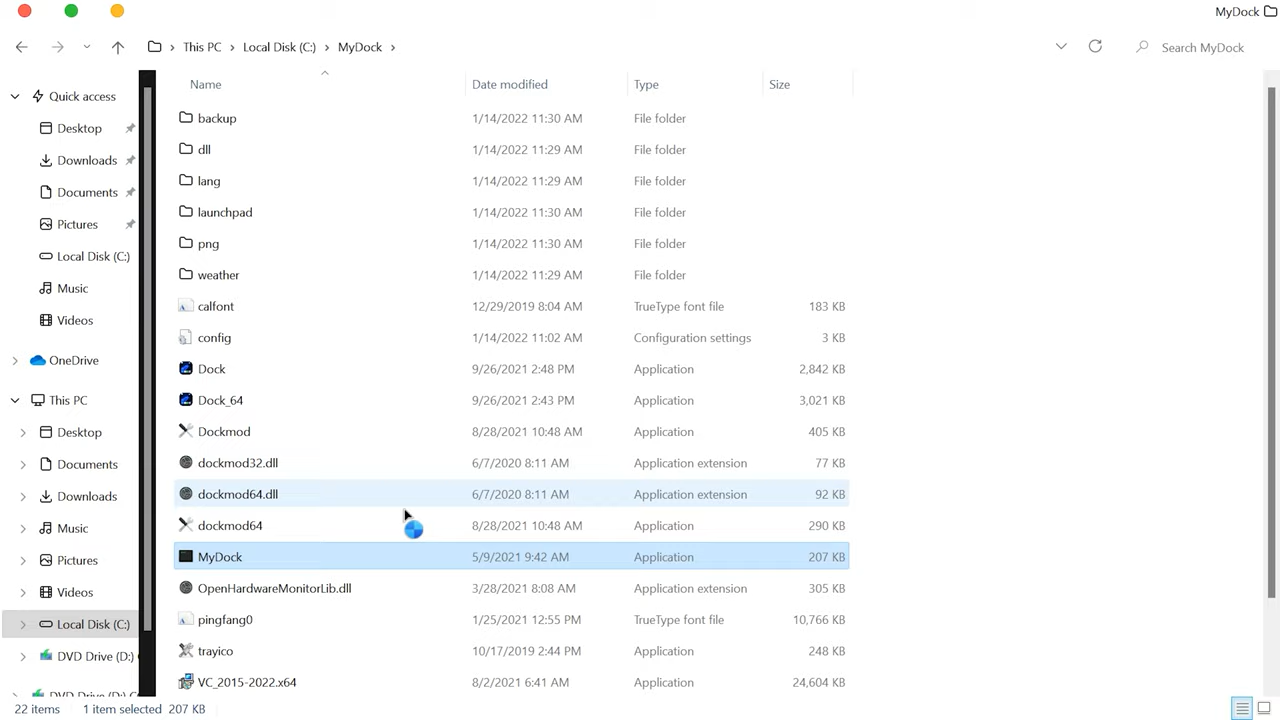 MyDock
This PC > Local Disk (C:) > MyDock >
Search MyDock
Quick access
Desktop
Downloads
Documents
Pictures
Local Disk (C:)
Music
Videos
OneDrive
This PC
Desktop
Documents
Downloads
Music
Pictures
Videos
Local Disk (C:)
DVD Drive (D:)
DVD Drive (D:)
Name Date modified Type Size
backup 1/14/2022 11:30 AM File folder
dll 1/14/2022 11:29 AM File folder
lang 1/14/2022 11:29 AM File folder
launchpad 1/14/2022 11:30 AM File folder
png 1/14/2022 11:30 AM File folder
weather 1/14/2022 11:29 AM File folder
calfont 12/29/2019 8:04 AM TrueType font file 183 KB
config 1/14/2022 11:02 AM Configuration settings 3 KB
Dock 9/26/2021 2:48 PM Application 2,842 KB
Dock_64 9/26/2021 2:43 PM Application 3,021 KB
Dockmod 8/28/2021 10:48 AM Application 405 KB
dockmod32.dll 6/7/2020 8:11 AM Application extension 77 KB
dockmod64.dll 6/7/2020 8:11 AM Application extension 92 KB
dockmod64 8/28/2021 10:48 AM Application 290 KB
MyDock 5/9/2021 9:42 AM Application 207 KB
OpenHardwareMonitorLib.dll 3/28/2021 8:08 AM Application extension 305 KB
pingfang0 1/25/2021 12:55 PM TrueType font file 10,766 KB
trayico 10/17/2019 2:44 PM Application 248 KB
VC_2015-2022.x64 8/2/2021 6:41 AM Application 24,604 KB
22 items 1 item selected 207 KB